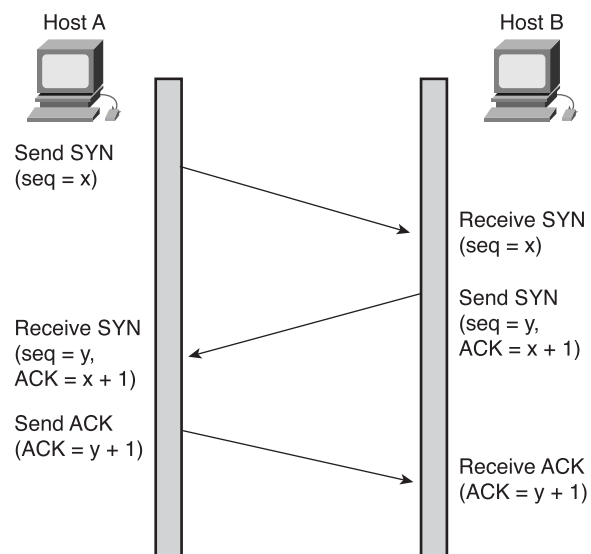 Host A
Host B
Send SYN
(seq = x)
Receive SYN
(seq = x)
Send SYN
(seq = y,
ACK = x + 1)
Receive SYN
(seq = y,
ACK = x + 1)
Send ACK
(ACK = y + 1)
Receive ACK
(ACK = y + 1)